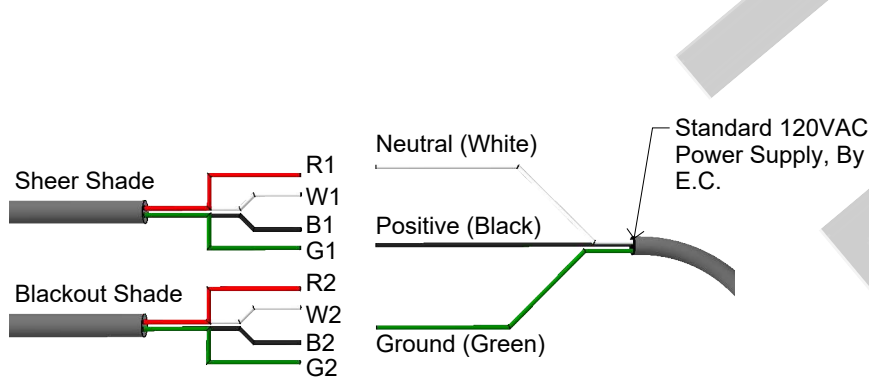 Sheer Shade
R1
W1
B1
G1
Blackout Shade
R2
W2
B2
G2
Neutral (White)
Positive (Black)
Ground (Green)
Standard 120VAC
Power Supply, By
E.C.